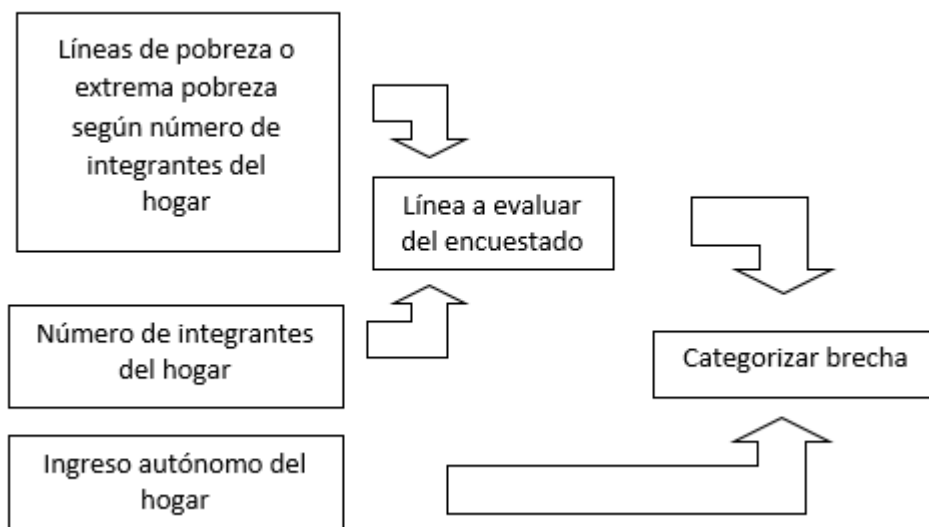 Líneas de pobreza o
extrema pobreza
según número de
integrantes del
hogar
Línea a evaluar
del encuestado
Número de integrantes
del hogar
Categorizar brecha
Ingreso autónomo del
hogar